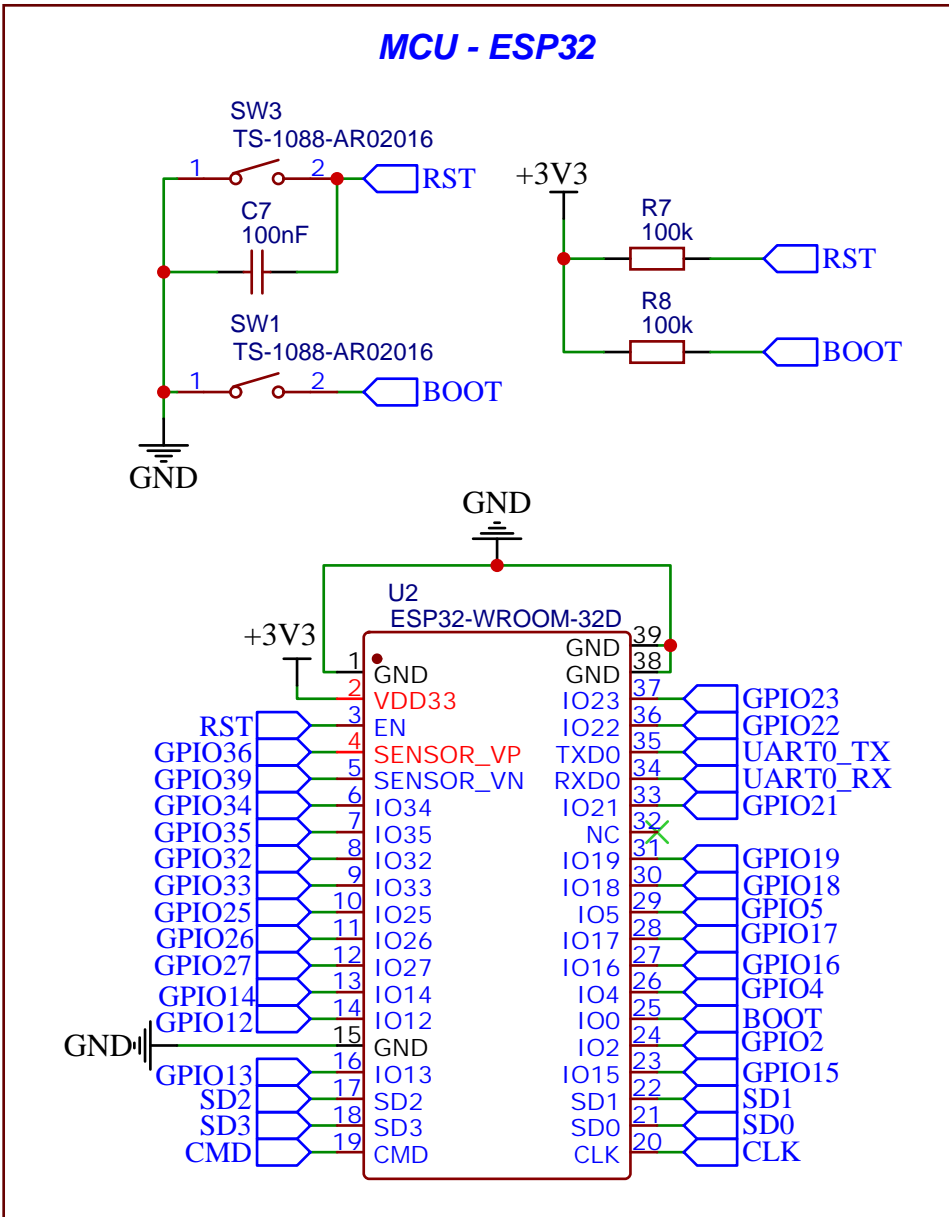 MCU - ESP32
SW3
TS-1088-AR02016
1 2 RST
C7
100nF
SW1
TS-1088-AR02016
1 2 BOOT
GND
+3V3
R7
100k
RST
R8
100k
BOOT
GND
U2
ESP32-WROOM-32D
+3V3
1 GND
2 VDD33
RST 3 EN
GPIO36 4 SENSOR_VP
GPIO39 5 SENSOR_VN
GPIO34 6 IO34
GPIO35 7 IO35
GPIO32 8 IO32
GPIO33 9 IO33
GPIO25 10 IO25
GPIO26 11 IO26
GPIO27 12 IO27
GPIO14 13 IO14
GPIO12 14 IO12
GND 15 GND
GPIO13 16 IO13
SD2 17 SD2
SD3 18 SD3
CMD 19 CMD
GND 39
GND 38
IO23 37 GPIO23
IO22 36 GPIO22
TXD0 35 UART0_TX
RXD0 34 UART0_RX
IO21 33 GPIO21
NC 32
IO19 31 GPIO19
IO18 30 GPIO18
IO5 29 GPIO5
IO17 28 GPIO17
IO16 27 GPIO16
IO4 26 GPIO4
IO0 25 BOOT
IO2 24 GPIO2
IO15 23 GPIO15
SD1 22 SD1
SD0 21 SD0
CLK 20 CLK